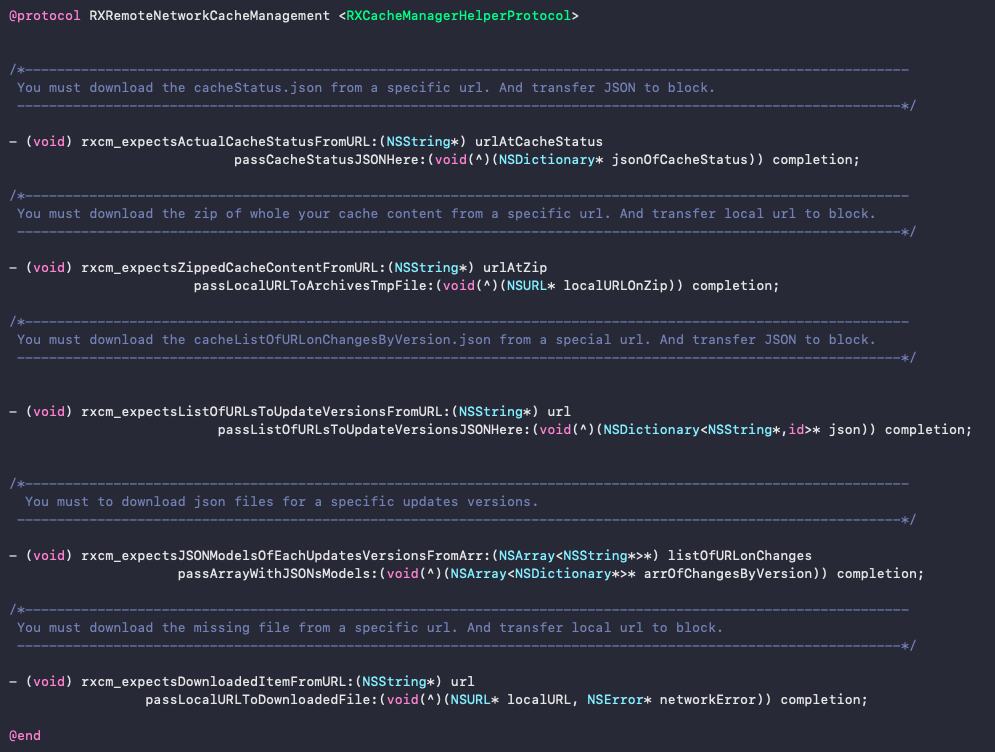 @protocol RXRemoteNetworkCacheManagement <RXCacheManagerHelperProtocol>
/*--------------------------------------------------------------------------------------------------------------
You must download the cacheStatus.json from a specific url. And transfer JSON to block.
--------------------------------------------------------------------------------------------------------------*/
- (void) rxcm_expectsActualCacheStatusFromURL:(NSString*) urlAtCacheStatus
passCacheStatusJSONHere:(void(^)(NSDictionary* jsonOfCacheStatus)) completion;
/*--------------------------------------------------------------------------------------------------------------
You must download the zip of whole your cache content from a specific url. And transfer local url to block.
--------------------------------------------------------------------------------------------------------------*/
- (void) rxcm_expectsZippedCacheContentFromURL:(NSString*) urlAtZip
passLocalURLToArchivesTmpFile:(void(^)(NSURL* localURLOnZip)) completion;
/*--------------------------------------------------------------------------------------------------------------
You must download the cacheListOfURLonChangesByVersion.json from a special url. And transfer JSON to block.
--------------------------------------------------------------------------------------------------------------*/
- (void) rxcm_expectsListOfURLsToUpdateVersionsFromURL:(NSString*) url
passListOfURLsToUpdateVersionsJSONHere:(void(^)(NSDictionary<NSString*,id>* json)) completion;
/*--------------------------------------------------------------------------------------------------------------
You must to download json files for a specific updates versions.
--------------------------------------------------------------------------------------------------------------*/
- (void) rxcm_expectsJSONModelsOfEachUpdatesVersionsFromArr:(NSArray<NSString*>*) listOfURLonChanges
passArrayWithJSONsModels:(void(^)(NSArray<NSDictionary*>* arrOfChangesByVersion)) completion;
/*--------------------------------------------------------------------------------------------------------------
You must download the missing file from a specific url. And transfer local url to block.
--------------------------------------------------------------------------------------------------------------*/
- (void) rxcm_expectsDownloadedItemFromURL:(NSString*) url
passLocalURLToDownloadedFile:(void(^)(NSURL* localURL, NSError* networkError)) completion;
@end